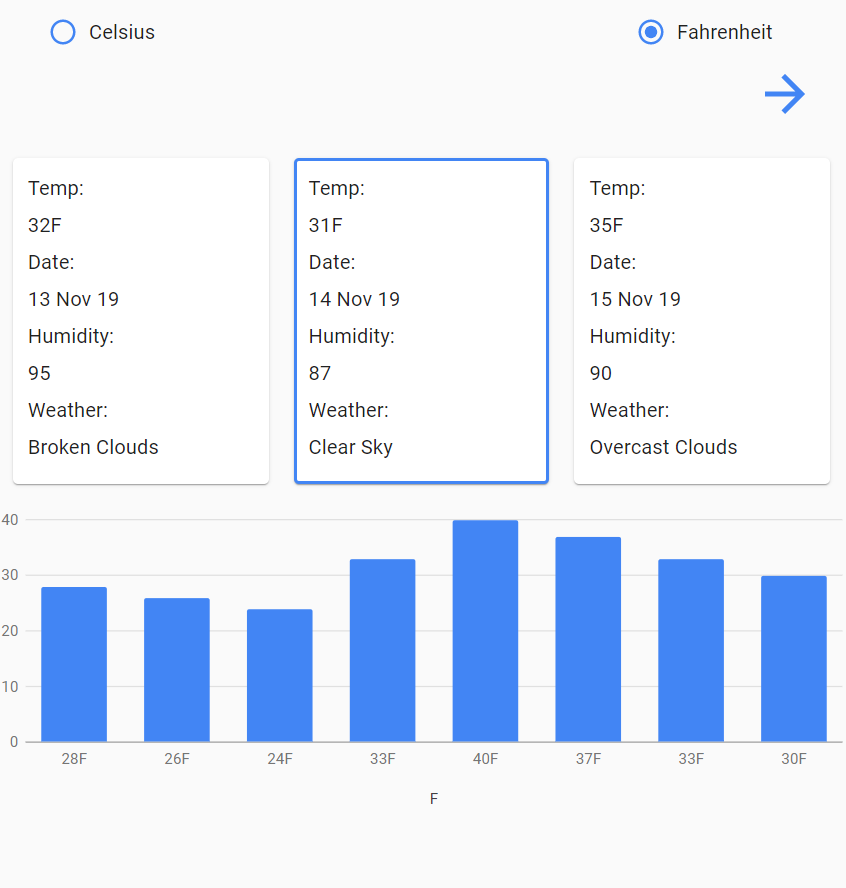 Celsius
Fahrenheit
Temp:
32F
Date:
13 Nov 19
Humidity:
95
Weather:
Broken Clouds
Temp:
31F
Date:
14 Nov 19
Humidity:
87
Weather:
Clear Sky
Temp:
35F
Date:
15 Nov 19
Humidity:
90
Weather:
Overcast Clouds
40
30
20
10
0
28F 26F 24F 33F 40F 37F 33F 30F
F